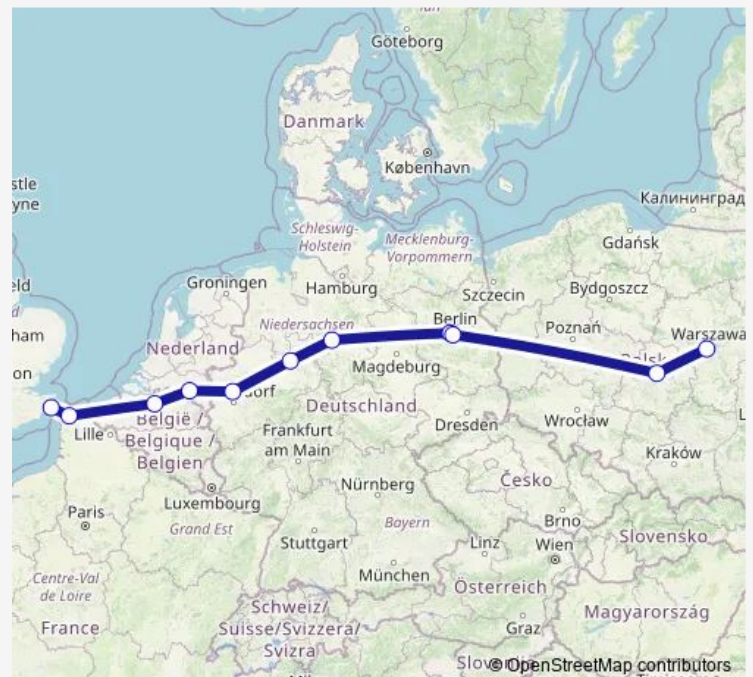 Göteborg
Danmark
København
stle
yne
Калининград
Schleswig-
Holstein
Mecklenburg-
Vorpommern
Gdańsk
Groningen
Hamburg
Szczecin
Bydgoszcz
ham
Niedersachsen
Berlin
Poznań
Warszawa
Nederland
Magdeburg
on
Polsk
dorf
België /
Belgique /
Belgien
Deutschland
Lille
Dresden
Wrocław
Frankfurt
am Main
Kraków
Luxembourg
Nürnberg
Česko
Paris
Grand Est
Bayern
Brno
Stuttgart
Linz
Wien
Slovensko
München
Centre-Val
de Loire
Österreich
France
Schweiz/
Suisse/Svizzera/
Svizra
Graz
Magyarország
© OpenStreetMap contributors